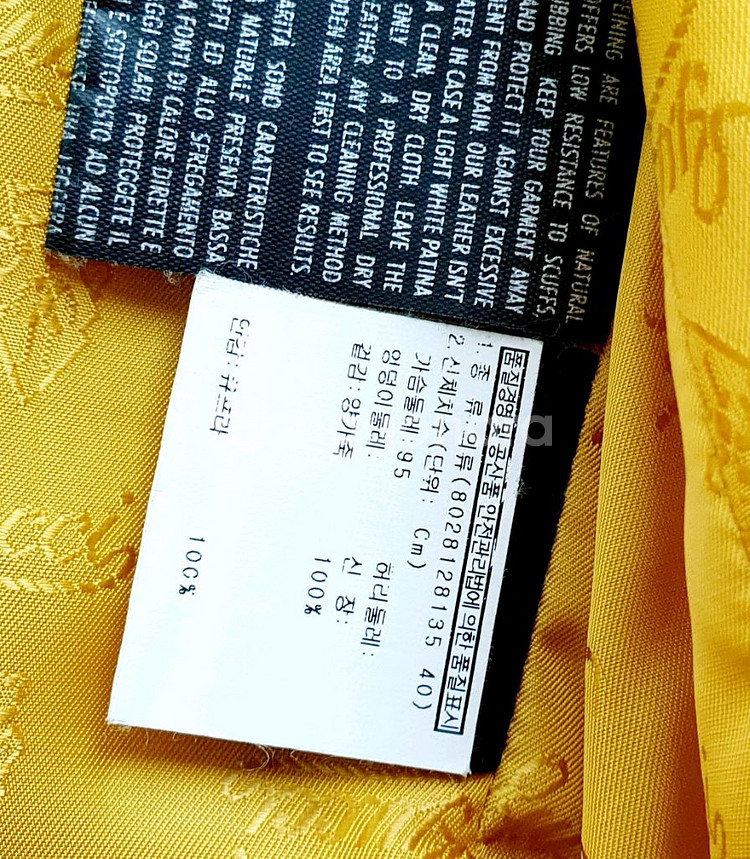 TEINING ARE FEATURES OF NATURAL
OFFERS LOW RESISTANCE TO SCUFFS
UBBING. KEEP YOUR GARMENT AWAY
AND PROTECT IT AGAINST EXCESSIVE
ENT FROM RAIN. OUR LEATHER ISN'T
ATER. IN CASE A LIGHT WHITE PATINA
A CLEAN, DRY CLOTH. LEAVE THE
ONLY TO A PROFESSIONAL DRY
EATHER. ANY CLEANING METHOD
DDEN AREA FIRST TO SEE RESULTS
ARTA SONO CARATTERISTICHE
NATURALE PRESENTA BASSA
FFI ED ALLO SFREGAMENTO
A FONTI DI CALORE DIRETTE E
GGI SOLARI. PROTEGGETE IL
E SOTTOPOSTO AD ALCUN
품질경영 및 공산품 안전관리법에 의한 품질표시
1. 종 류: 의류(8028128135 40)
2.신체치수(단위: Cm)
가슴둘레: 95 허리둘레:
엉덩이둘레: 신 장:
겉감: 양가죽 100%
안감: 큐프라 100%